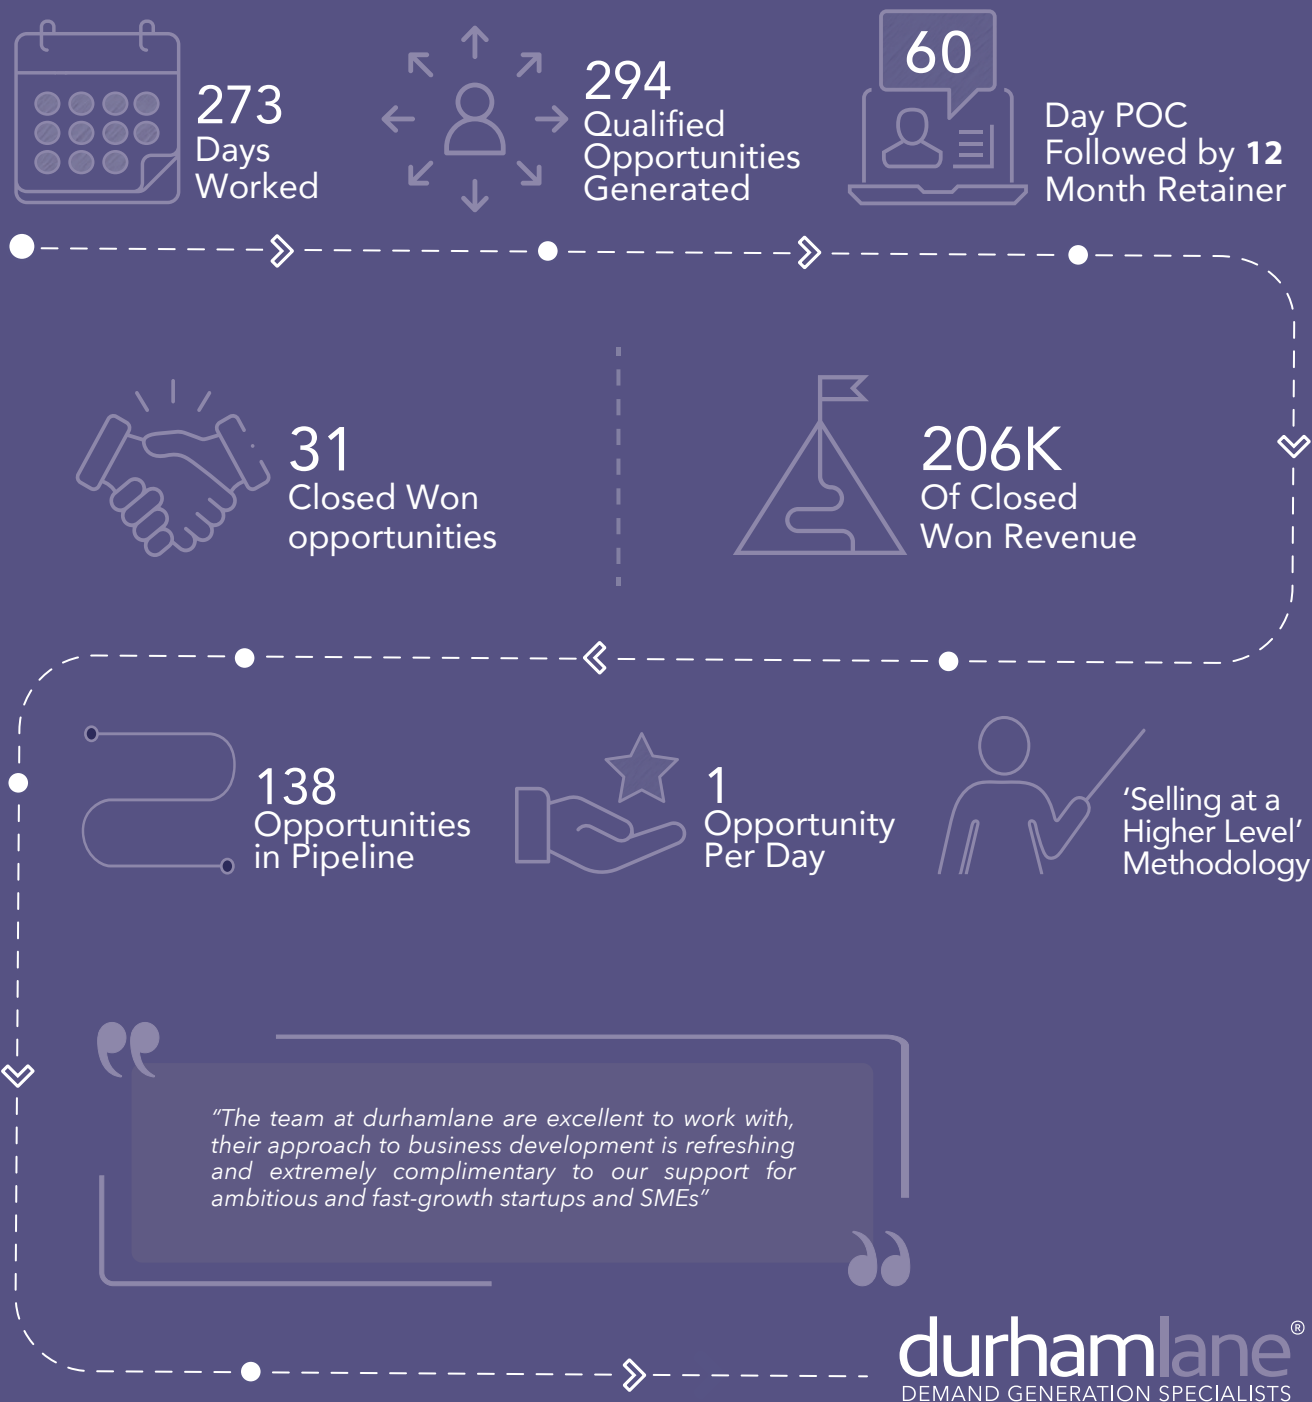 273
Days
Worked
294
Qualified
Opportunities
Generated
60
Day POC
Followed by 12
Month Retainer
31
Closed Won
opportunities
206K
Of Closed
Won Revenue
138
Opportunities
in Pipeline
1
Opportunity
Per Day
‘Selling at a
Higher Level’
Methodology
“The team at durhamlane are excellent to work with,
their approach to business development is refreshing
and extremely complimentary to our support for
ambitious and fast-growth startups and SMEs”
durhamlane®
DEMAND GENERATION SPECIALISTS